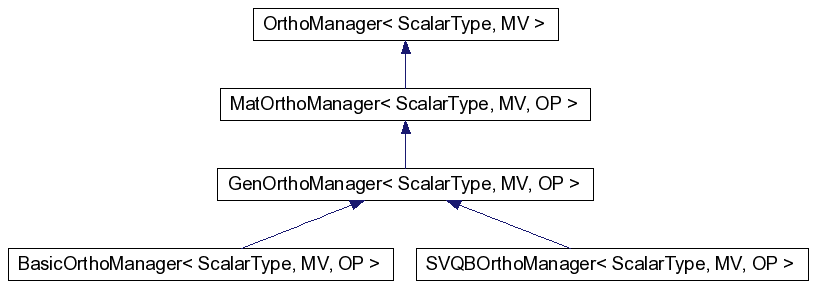 OrthoManager< ScalarType, MV >
MatOrthoManager< ScalarType, MV, OP >
GenOrthoManager< ScalarType, MV, OP >
BasicOrthoManager< ScalarType, MV, OP >
SVQBOrthoManager< ScalarType, MV, OP >